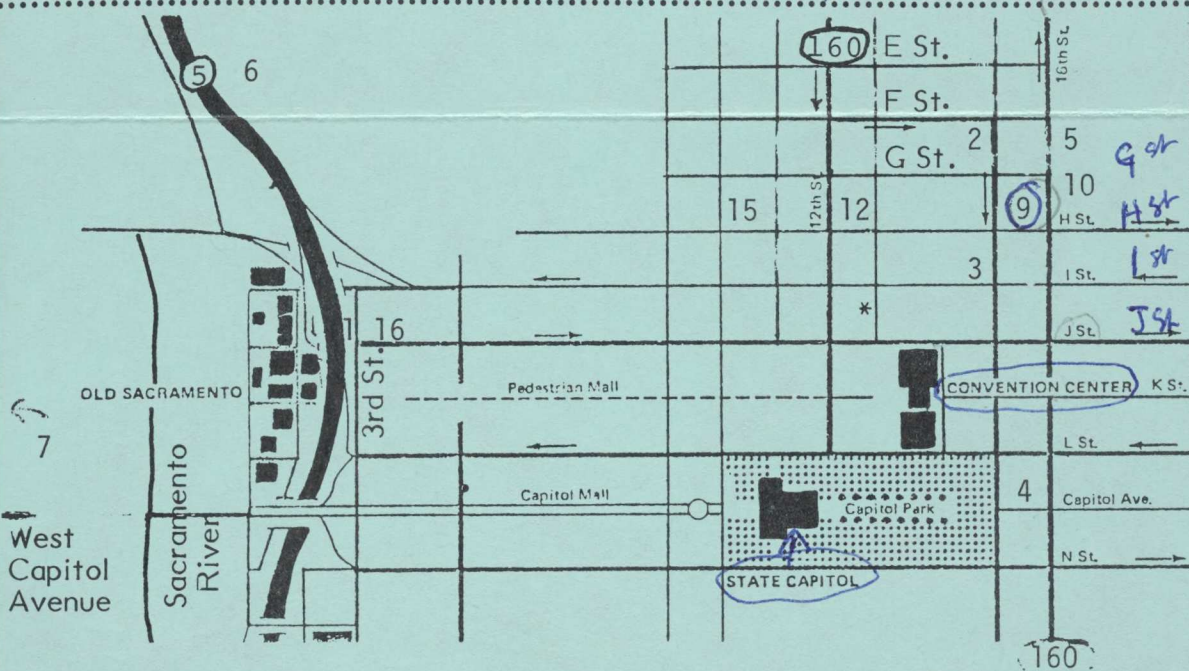 160 E St.
16th St.
5 6
F St.
2 5
G St. G St
10
15 12th St. 12 9
H St. H St
3 I St. I St
*
J St. J St
1 16
3rd St.
OLD SACRAMENTO Pedestrian Mall CONVENTION CENTER K St.
7
L St.
Sacramento River
Capitol Mall Capitol Park 4 Capitol Ave.
West
Capitol
Avenue
N St.
STATE CAPITOL
160